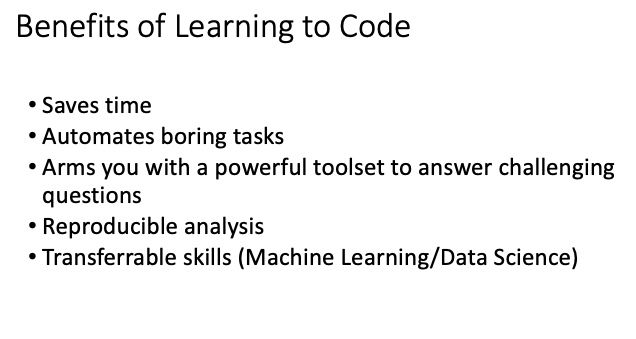 Benefits of Learning to Code
• Saves time
• Automates boring tasks
• Arms you with a powerful toolset to answer challenging
questions
• Reproducible analysis
• Transferrable skills (Machine Learning/Data Science)